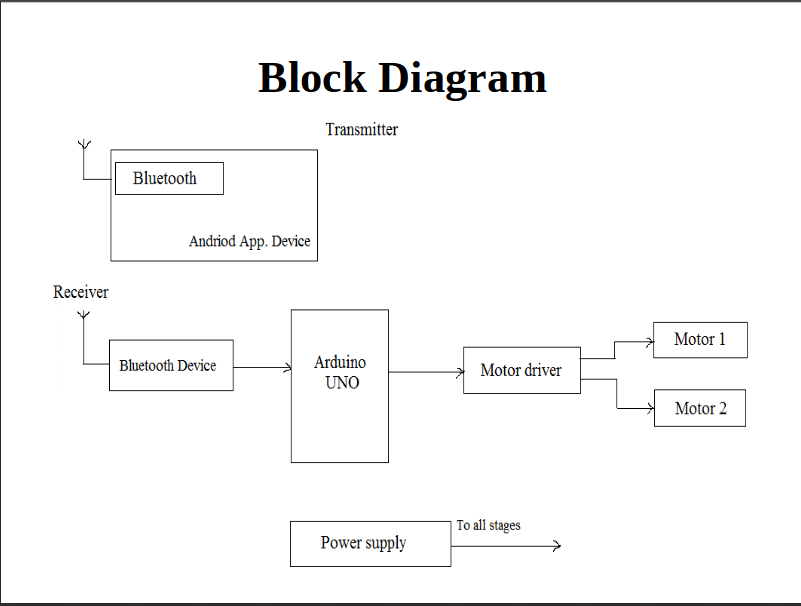 Block Diagram
Transmitter
Bluetooth
Andriod App. Device
Receiver
Bluetooth Device
Arduino
UNO
Motor driver
Motor 1
Motor 2
Power supply
To all stages